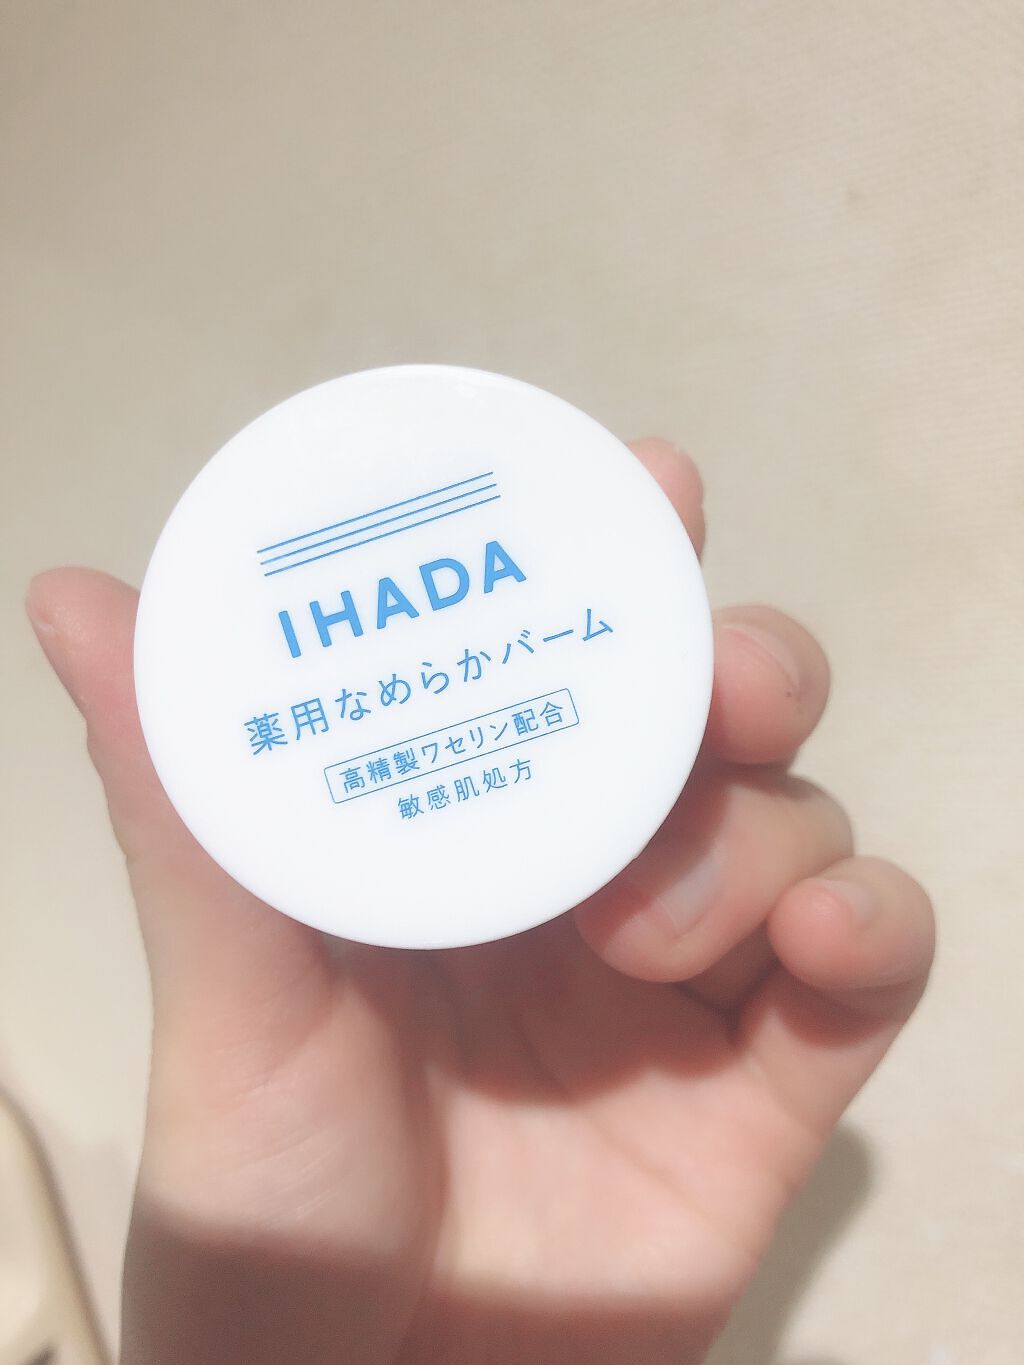 IHADA
薬用なめらかバーム
高精製ワセリン配合
敏感肌処方